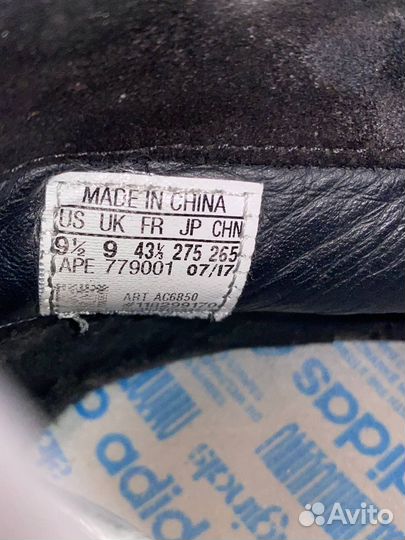 MADE IN CHINA
US UK FR JP CHN
9½ 9 43⅓ 275 265
APE 779001 07/17
ART AC6850
adidas
Avito